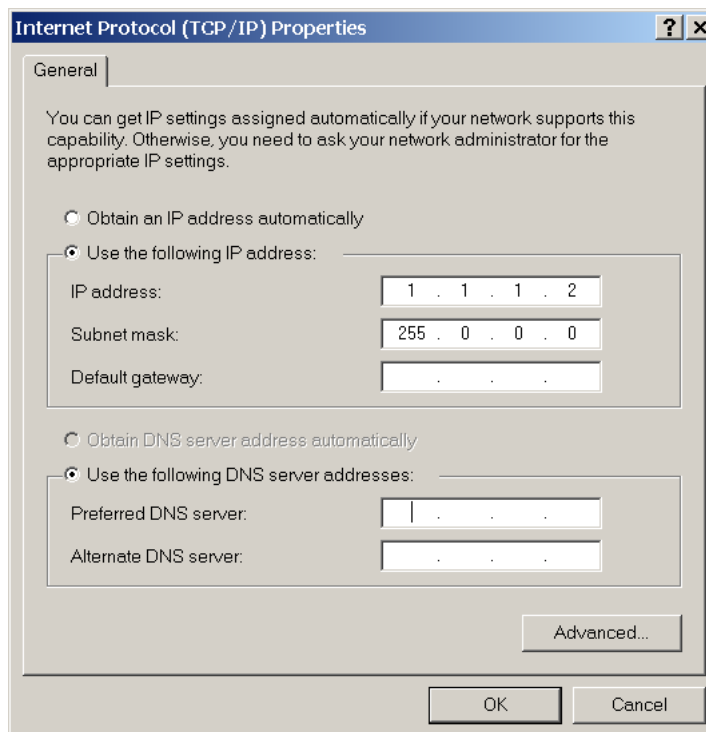 Internet Protocol (TCP/IP) Properties
General
You can get IP settings assigned automatically if your network supports this
capability. Otherwise, you need to ask your network administrator for the
appropriate IP settings.
Obtain an IP address automatically
Use the following IP address:
IP address: 1 . 1 . 1 . 2
Subnet mask: 255 . 0 . 0 . 0
Default gateway: . . .
Obtain DNS server address automatically
Use the following DNS server addresses:
Preferred DNS server: . . .
Alternate DNS server: . . .
Advanced...
OK Cancel